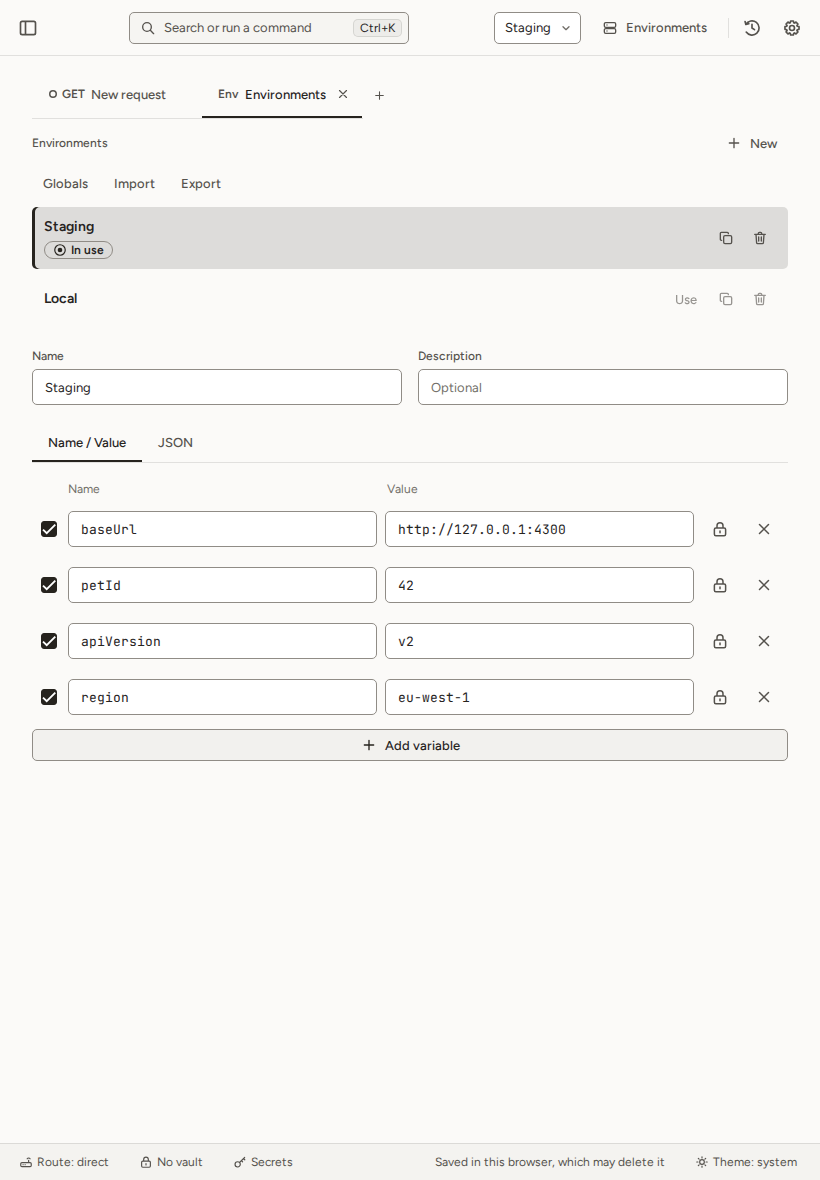 Search or run a command Ctrl+K Staging Environments
GET New request Env Environments
Environments New
Globals Import Export
Staging
In use
Local Use
Name Description
Staging Optional
Name / Value JSON
Name Value
baseUrl http://127.0.0.1:4300
petId 42
apiVersion v2
region eu-west-1
Add variable
Route: direct No vault Secrets Saved in this browser, which may delete it Theme: system